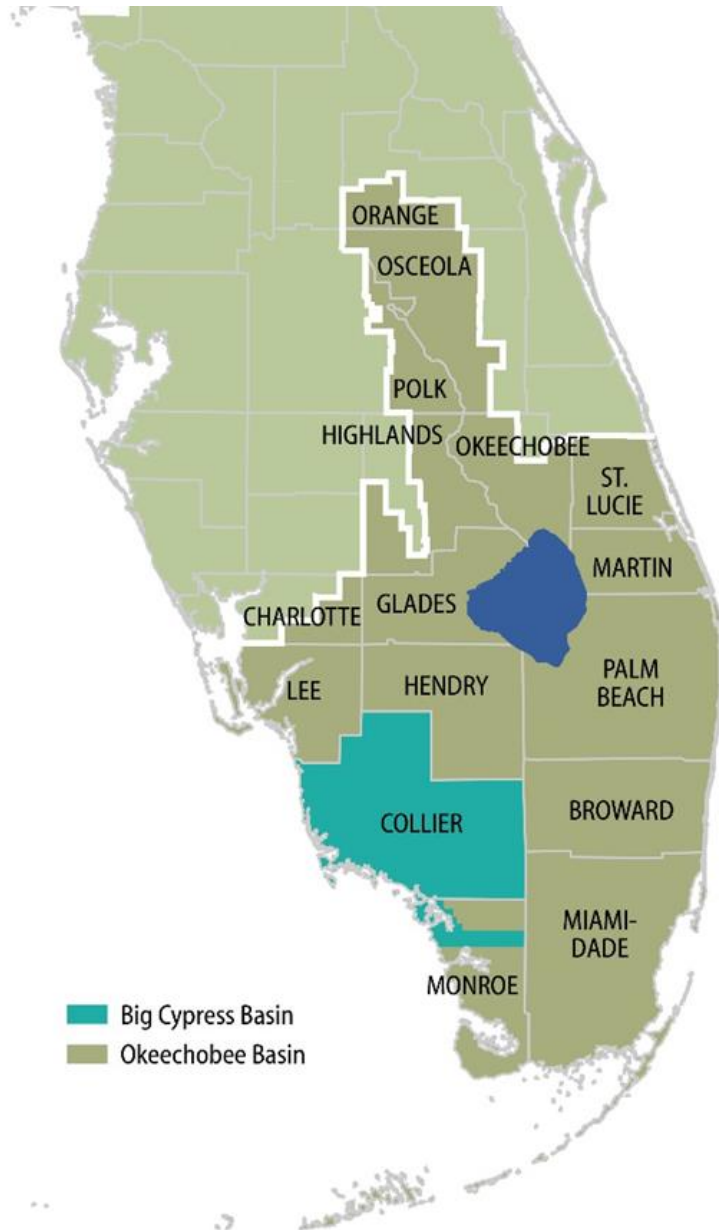 ORANGE
OSCEOLA
POLK
HIGHLANDS
OKEECHOBEE
ST.
LUCIE
MARTIN
CHARLOTTE
GLADES
PALM
BEACH
LEE
HENDRY
COLLIER
BROWARD
MIAMI-
DADE
MONROE
Big Cypress Basin
Okeechobee Basin